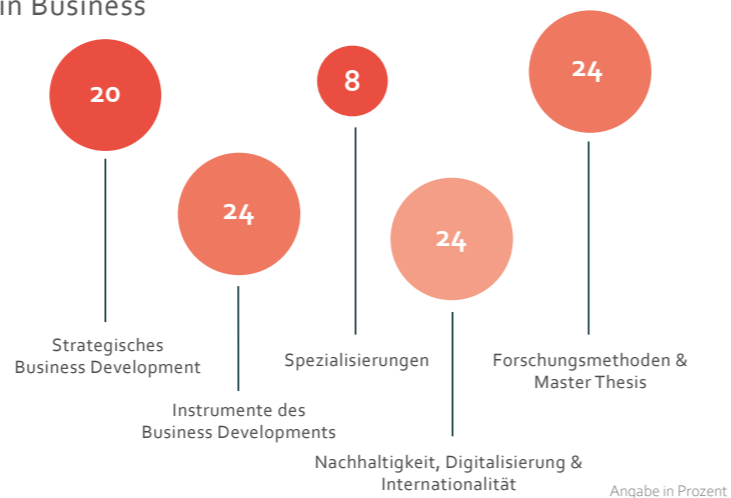 in Business
20
Strategisches
Business Development
24
Instrumente des
Business Developments
8
Spezialisierungen
24
Nachhaltigkeit, Digitalisierung &
Internationalität
24
Forschungsmethoden &
Master Thesis
Angabe in Prozent